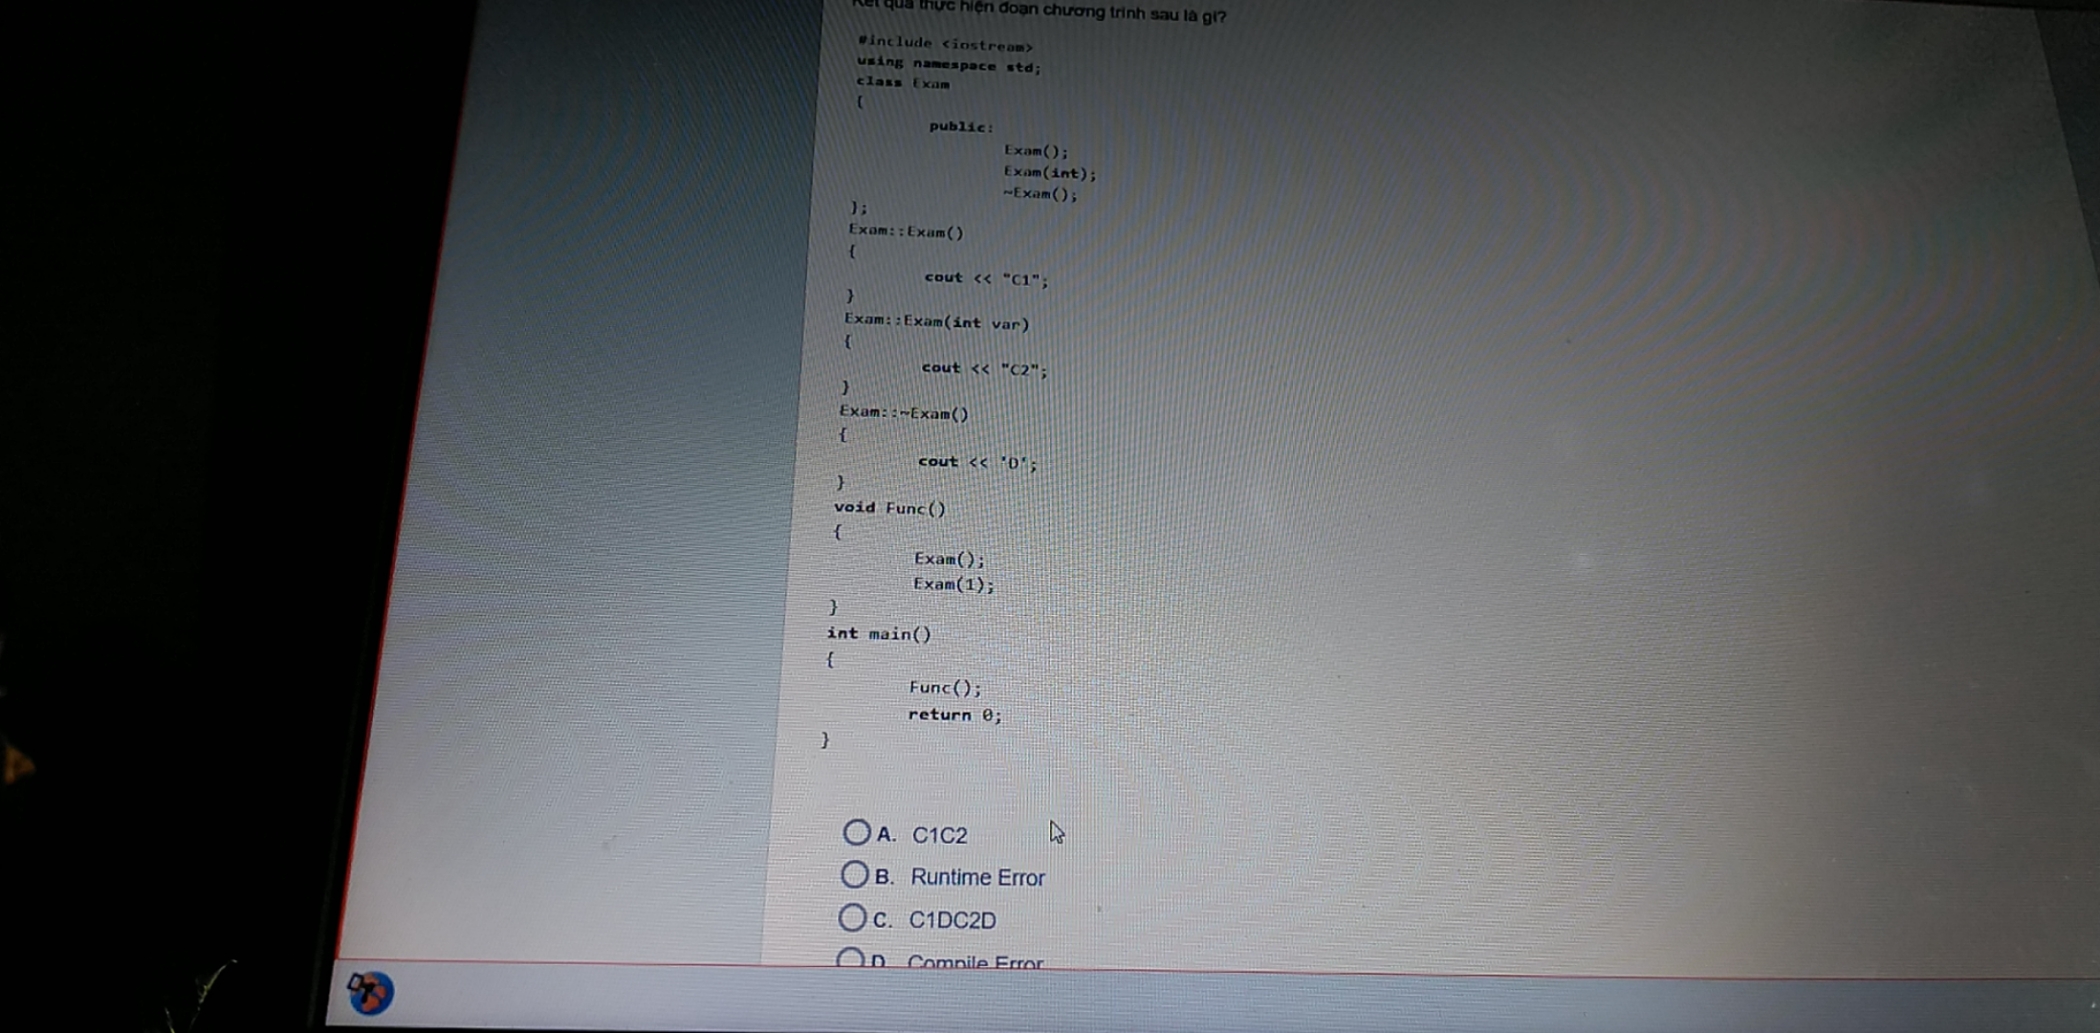 Kết quả thực hiện đoạn chương trình sau là gì?
#include <iostream>
using namespace std;
class Exam
{
public:
Exam();
Exam(int);
~Exam();
};
Exam::Exam()
{
cout << "C1";
}
Exam::Exam(int var)
{
cout << "C2";
}
Exam::~Exam()
{
cout << 'D';
}
void Func()
{
Exam();
Exam(1);
}
int main()
{
Func();
return 0;
}
A. C1C2
B. Runtime Error
C. C1DC2D
D. Compile Error